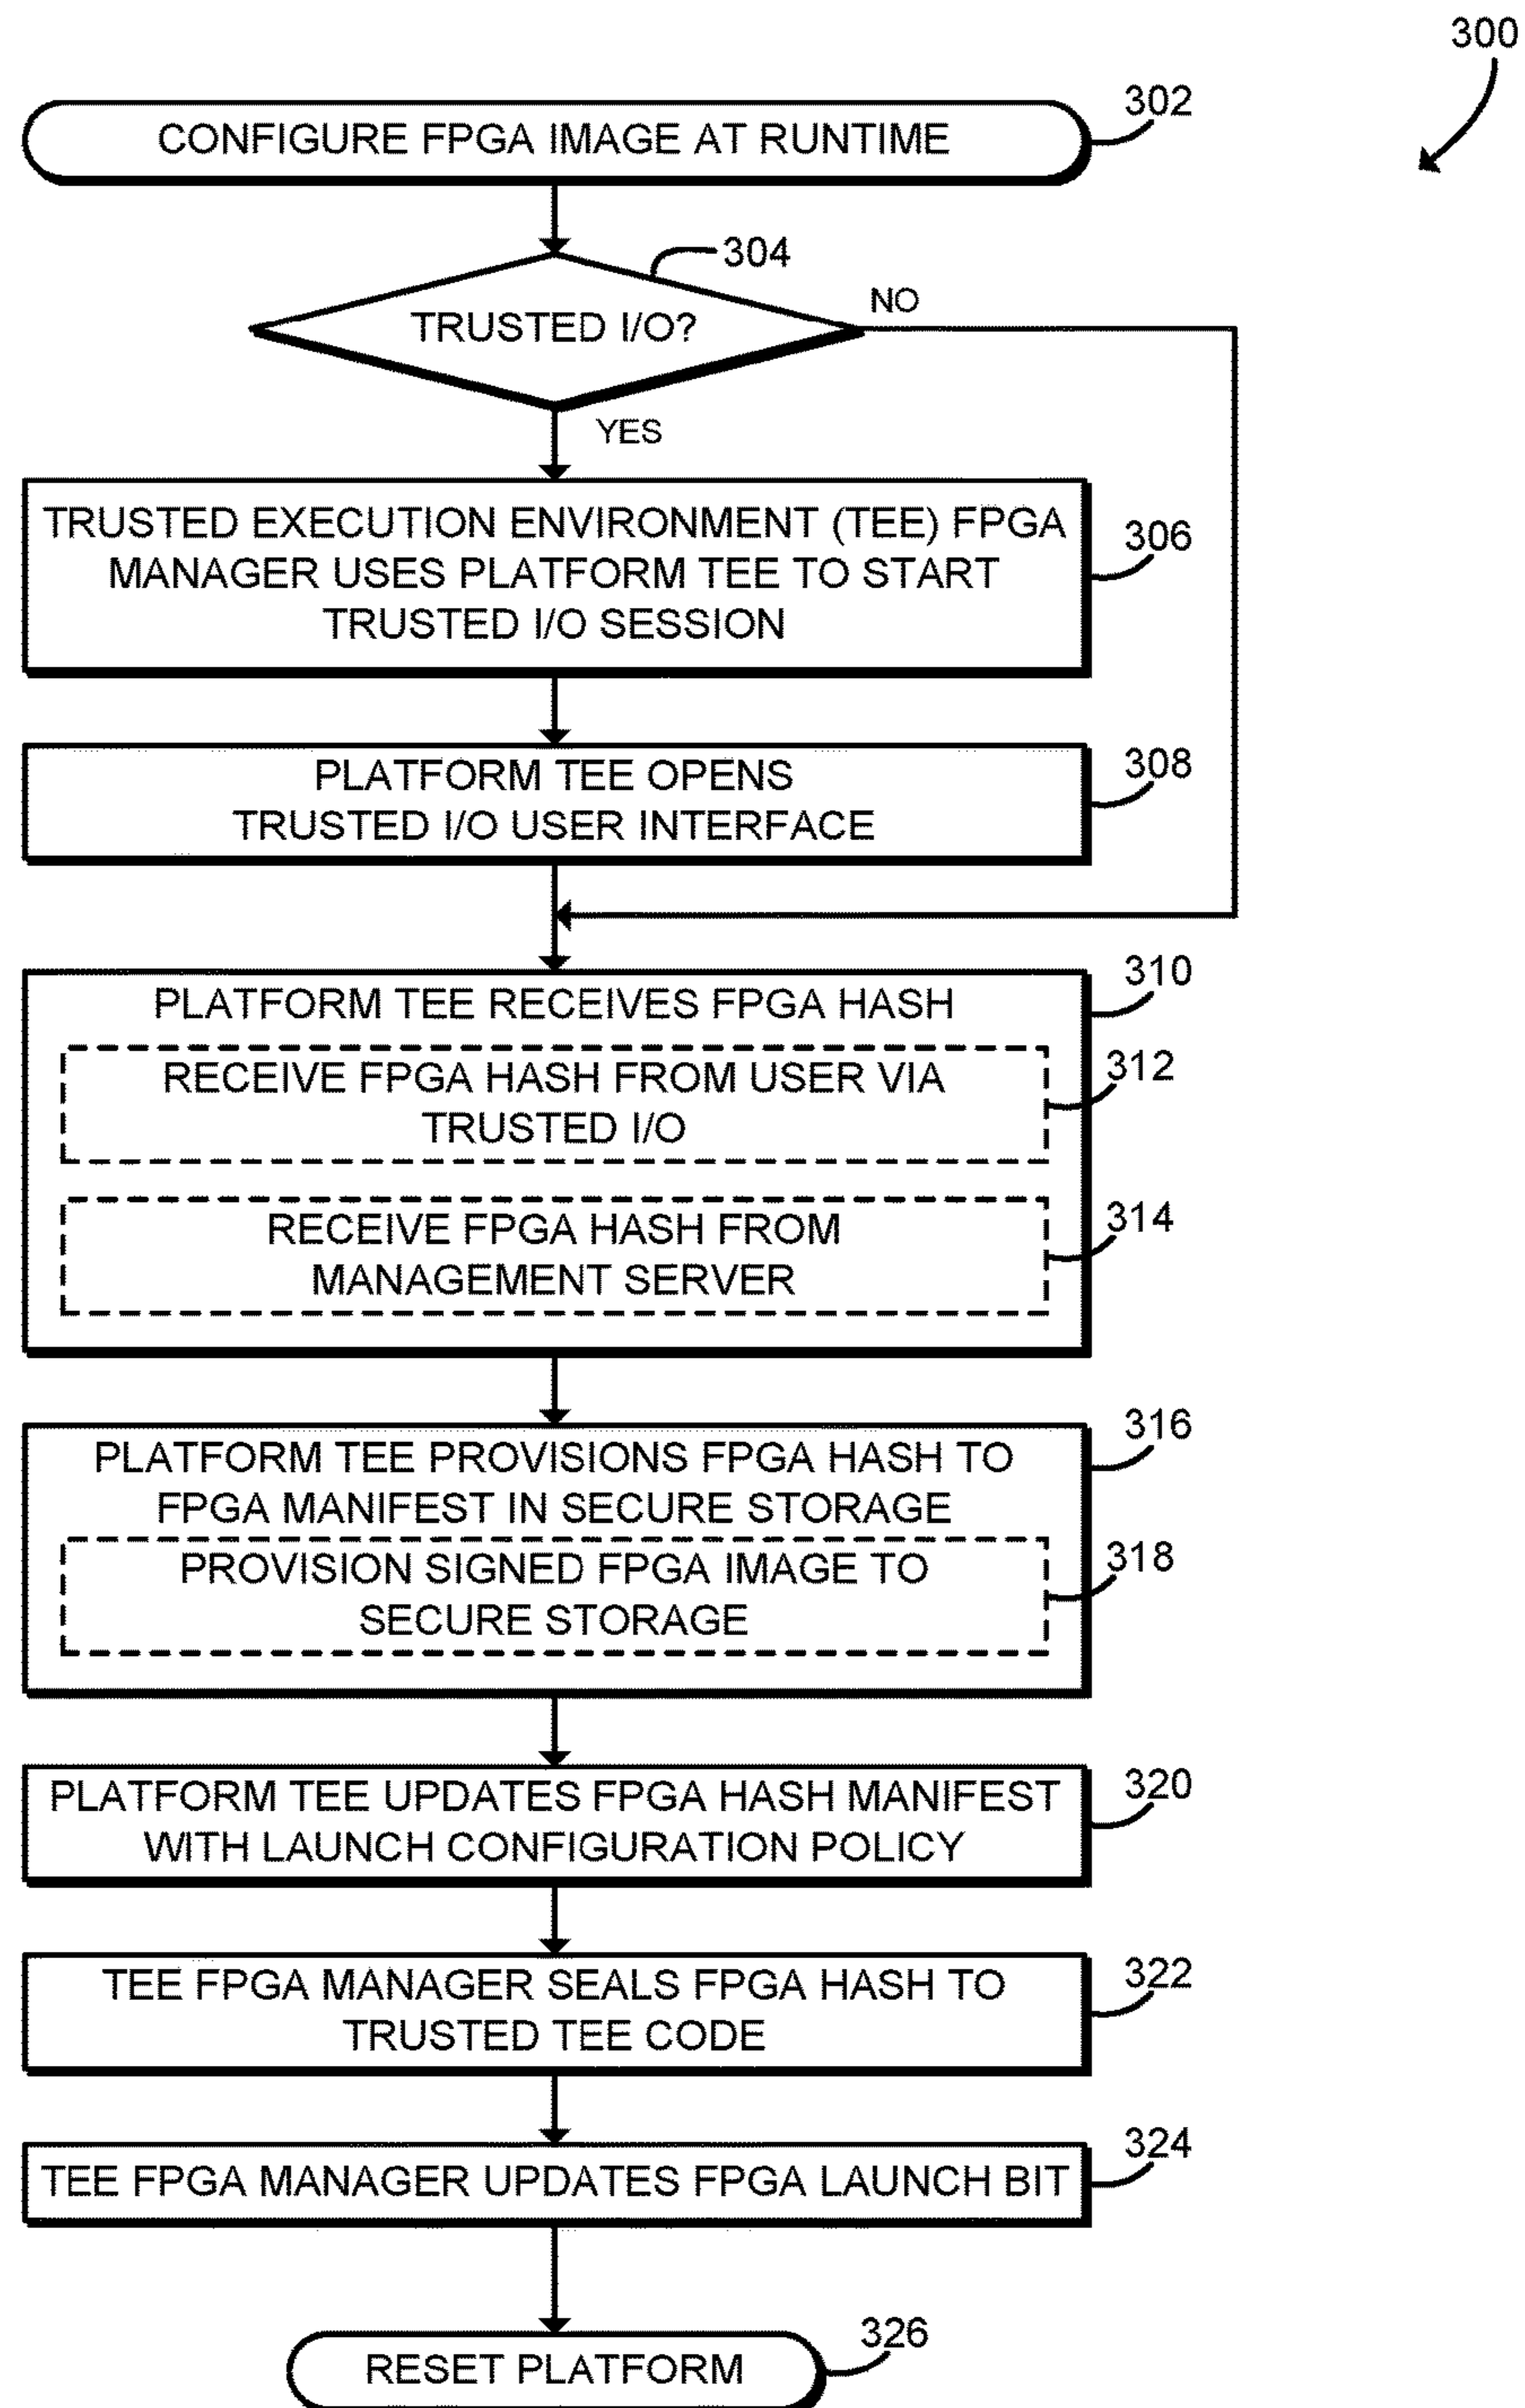 300
CONFIGURE FPGA IMAGE AT RUNTIME
302
304
TRUSTED I/O?
NO
YES
TRUSTED EXECUTION ENVIRONMENT (TEE) FPGA
MANAGER USES PLATFORM TEE TO START
TRUSTED I/O SESSION
306
PLATFORM TEE OPENS
TRUSTED I/O USER INTERFACE
308
PLATFORM TEE RECEIVES FPGA HASH
310
RECEIVE FPGA HASH FROM USER VIA
TRUSTED I/O
312
RECEIVE FPGA HASH FROM
MANAGEMENT SERVER
314
PLATFORM TEE PROVISIONS FPGA HASH TO
FPGA MANIFEST IN SECURE STORAGE
316
PROVISION SIGNED FPGA IMAGE TO
SECURE STORAGE
318
PLATFORM TEE UPDATES FPGA HASH MANIFEST
WITH LAUNCH CONFIGURATION POLICY
320
TEE FPGA MANAGER SEALS FPGA HASH TO
TRUSTED TEE CODE
322
TEE FPGA MANAGER UPDATES FPGA LAUNCH BIT
324
RESET PLATFORM
326